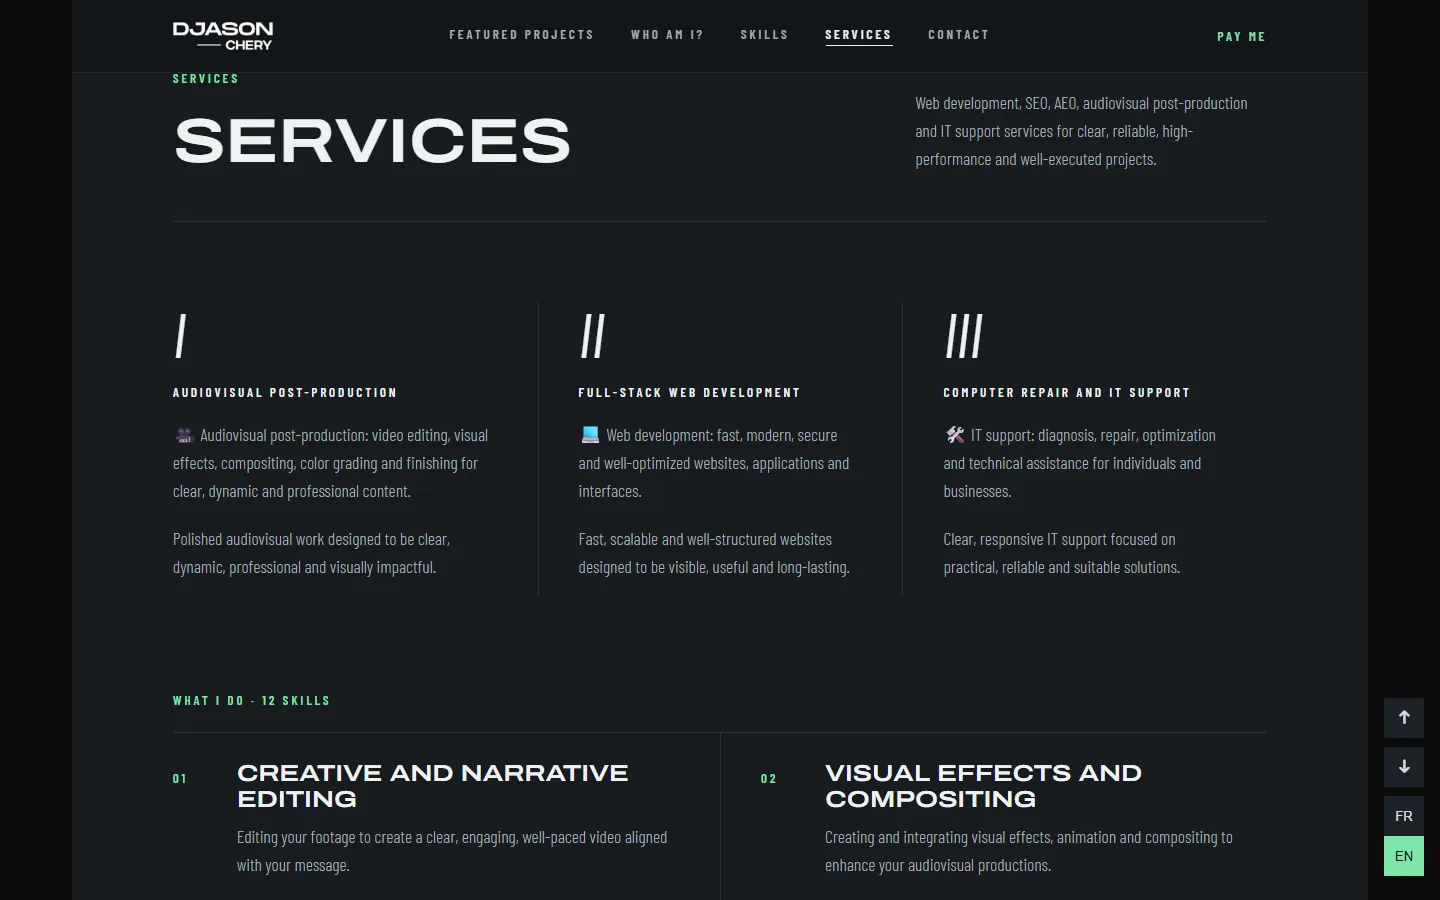 DJASON
CHERY
FEATURED PROJECTS
WHO AM I?
SKILLS
SERVICES
CONTACT
PAY ME
SERVICES
SERVICES
Web development, SEO, AEO, audiovisual post-production
and IT support services for clear, reliable, high-
performance and well-executed projects.
I
II
III
AUDIOVISUAL POST-PRODUCTION
🎥 Audiovisual post-production: video editing, visual
effects, compositing, color grading and finishing for
clear, dynamic and professional content.
Polished audiovisual work designed to be clear,
dynamic, professional and visually impactful.
FULL-STACK WEB DEVELOPMENT
💻 Web development: fast, modern, secure
and well-optimized websites, applications and
interfaces.
Fast, scalable and well-structured websites
designed to be visible, useful and long-lasting.
COMPUTER REPAIR AND IT SUPPORT
🛠 IT support: diagnosis, repair, optimization
and technical assistance for individuals and
businesses.
Clear, responsive IT support focused on
practical, reliable and suitable solutions.
WHAT I DO · 12 SKILLS
01
CREATIVE AND NARRATIVE
EDITING
Editing your footage to create a clear, engaging, well-paced video aligned
with your message.
02
VISUAL EFFECTS AND
COMPOSITING
Creating and integrating visual effects, animation and compositing to
enhance your audiovisual productions.
↑
↓
FR
EN